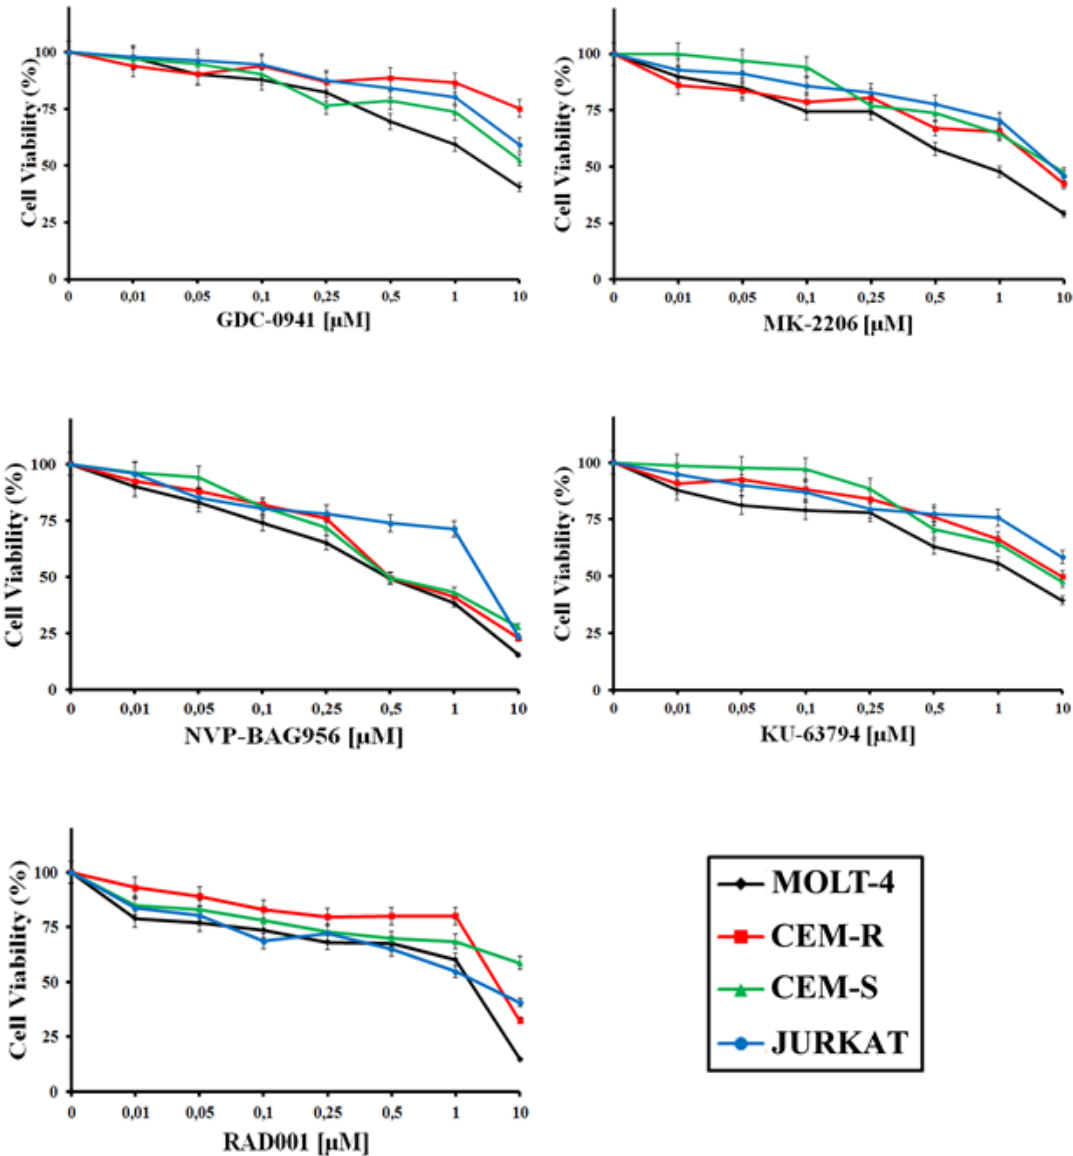 Cell Viability (%)
100
75
50
25
0
0 0,01 0,05 0,1 0,25 0,5 1 10
GDC-0941 [μM]
Cell Viability (%)
100
75
50
25
0
0 0,01 0,05 0,1 0,25 0,5 1 10
MK-2206 [μM]
Cell Viability (%)
100
75
50
25
0
0 0,01 0,05 0,1 0,25 0,5 1 10
NVP-BAG956 [μM]
Cell Viability (%)
100
75
50
25
0
0 0,01 0,05 0,1 0,25 0,5 1 10
KU-63794 [μM]
Cell Viability (%)
100
75
50
25
0
0 0,01 0,05 0,1 0,25 0,5 1 10
RAD001 [μM]
MOLT-4
CEM-R
CEM-S
JURKAT